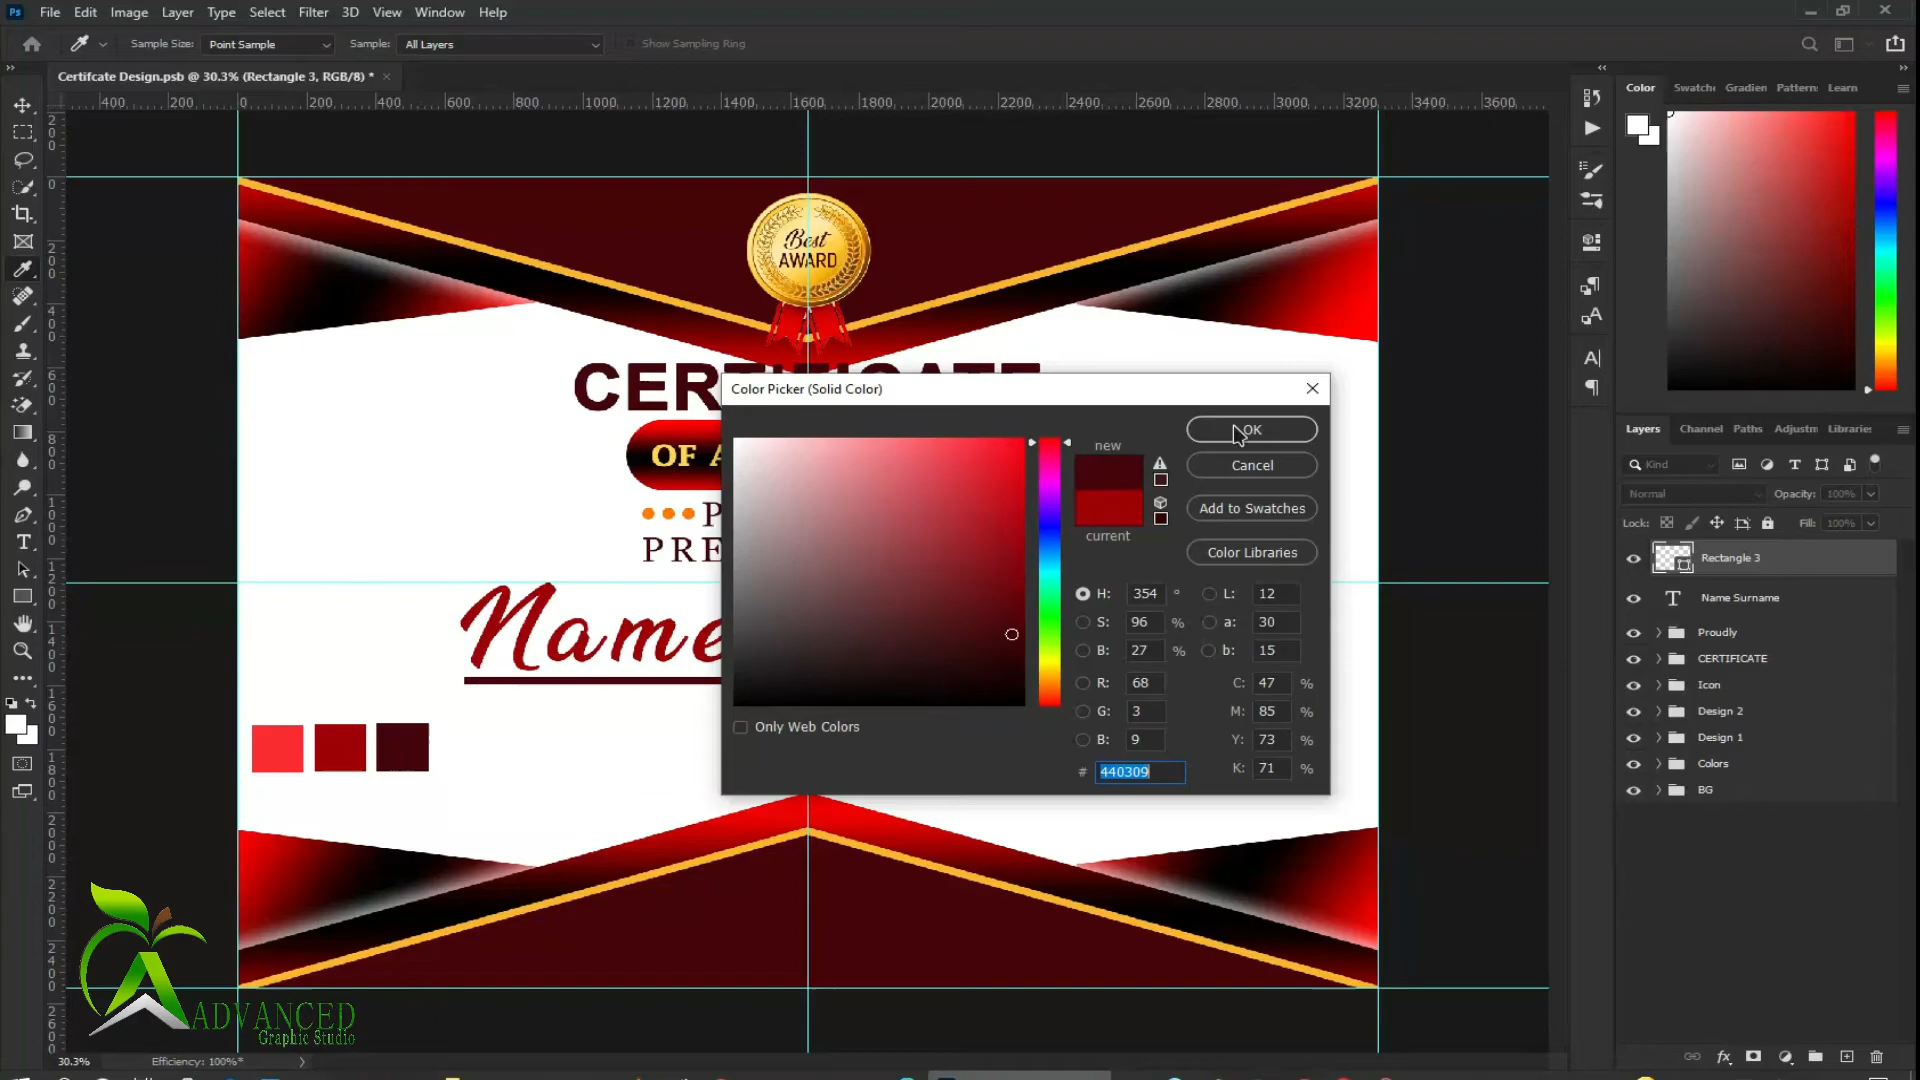 Ps File Edit Image Layer Type Select Filter 3D View Window Help
Sample Size: Point Sample Sample: All Layers Show Sampling Ring
Certifcate Design.psb @ 30.3% (Rectangle 3, RGB/8) *
400 200 0 200 400 600 800 1000 1200 1400 1600 1800 2000 2200 2400 2600 2800 3000 3200 3400 3600
Color Swatche Gradien Pattern Learn
Best
AWARD
CERTIFICATE
OF A
P
PRE
Name
Color Picker (Solid Color)
new
current
OK
Cancel
Add to Swatches
Color Libraries
H: 354 ° L: 12
S: 96 % a: 30
B: 27 % b: 15
R: 68 C: 47 %
G: 3 M: 85 %
B: 9 Y: 73 %
# 440309 K: 71 %
Only Web Colors
Layers Channel Paths Adjustm Libraries
Kind
Normal Opacity: 100%
Lock: Fill: 100%
Rectangle 3
T Name Surname
Proudly
CERTIFICATE
Icon
Design 2
Design 1
Colors
BG
ADVANCED
Graphic Studio
30.3% Efficiency: 100%*